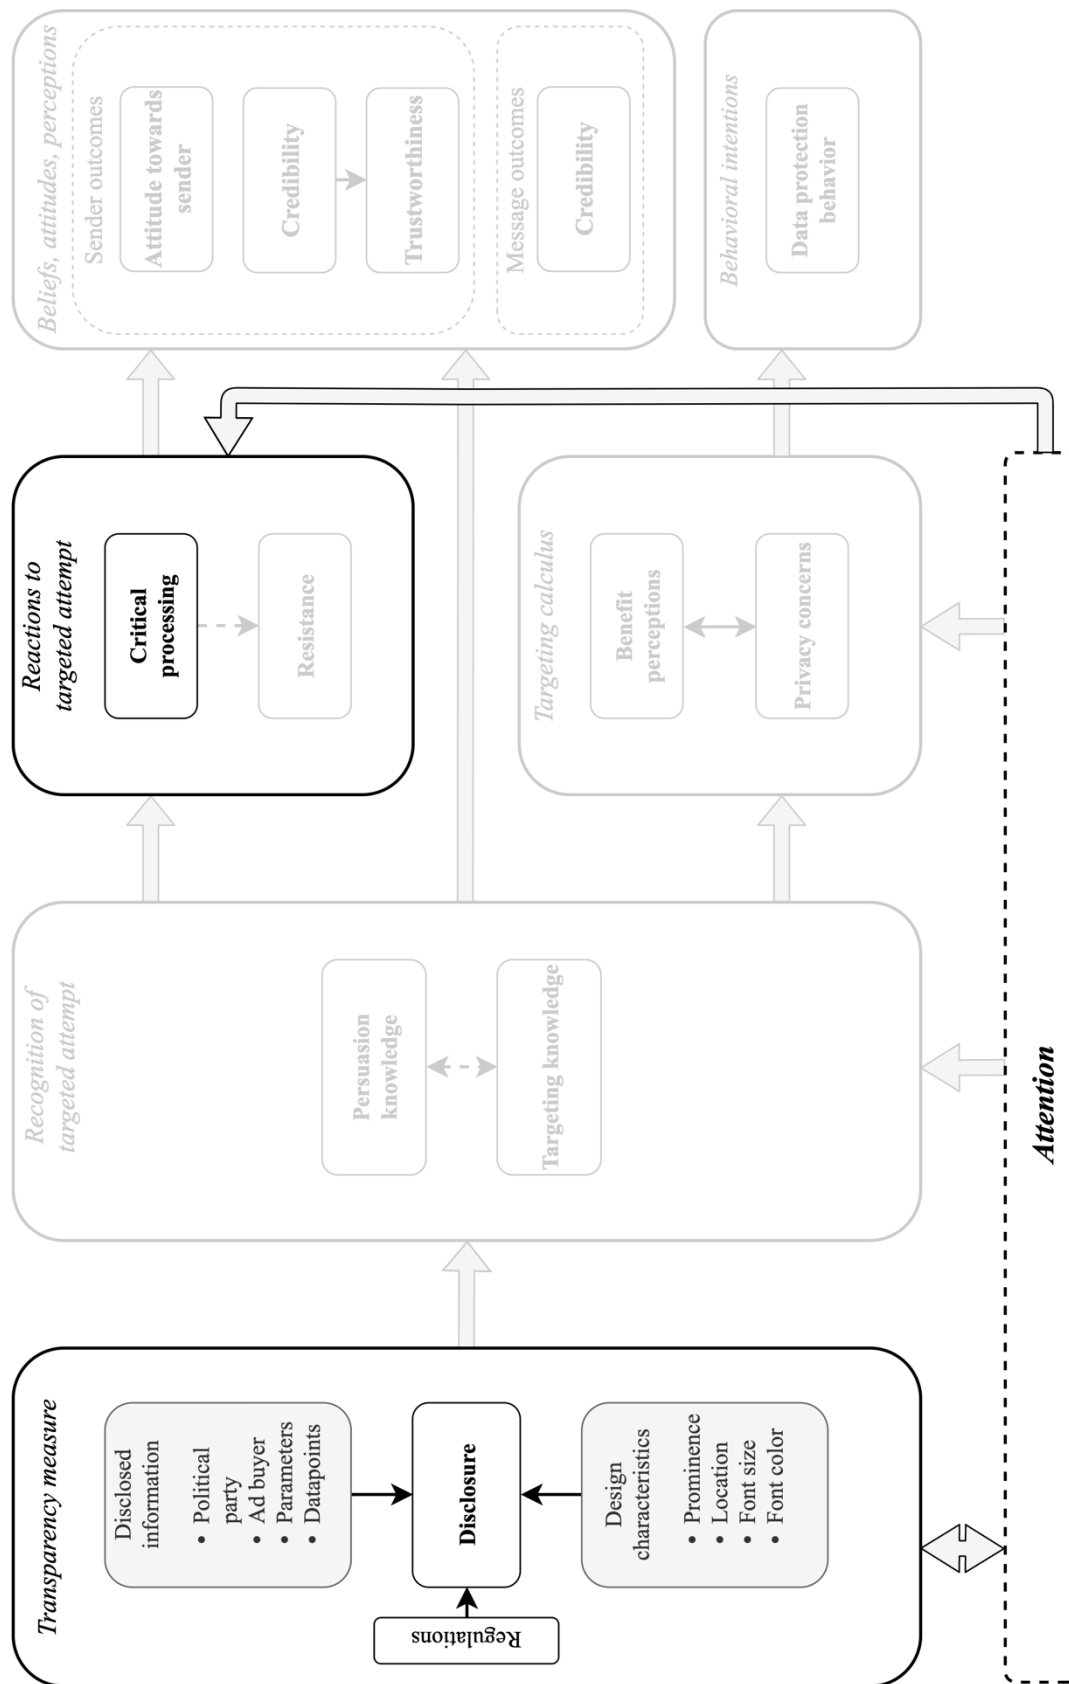 Transparency measure
Disclosed
information
• Political
party
• Ad buyer
• Parameters
• Datapoints
Regulations
Disclosure
Design
characteristics
• Prominence
• Location
• Font size
• Font color
Recognition of
targeted attempt
Persuasion
knowledge
Targeting knowledge
Reactions to
targeted attempt
Critical
processing
Resistance
Targeting calculus
Benefit
perceptions
Privacy concerns
Beliefs, attitudes, perceptions
Sender outcomes
Attitude towards
sender
Credibility
Trustworthiness
Message outcomes
Credibility
Behavioral intentions
Data protection
behavior
Attention